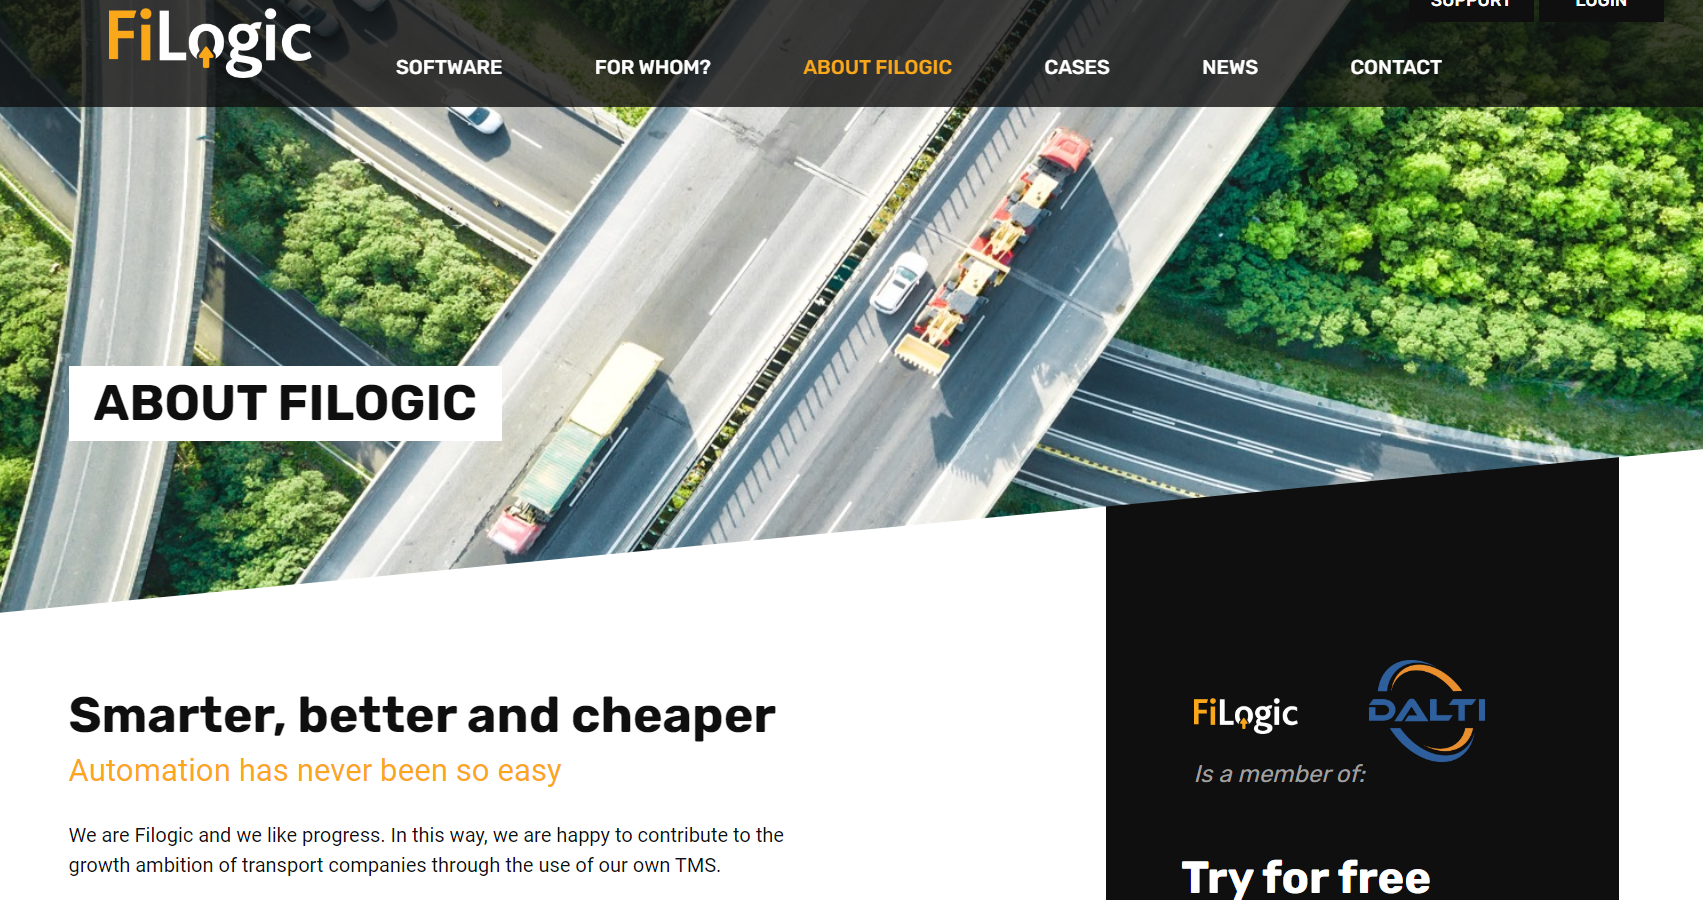 SUPPORT
LOGIN
FiLogic
SOFTWARE
FOR WHOM?
ABOUT FILOGIC
CASES
NEWS
CONTACT
ABOUT FILOGIC
Smarter, better and cheaper
Automation has never been so easy
We are Filogic and we like progress. In this way, we are happy to contribute to the
growth ambition of transport companies through the use of our own TMS.
FiLogic
DALTI
Is a member of:
Try for free